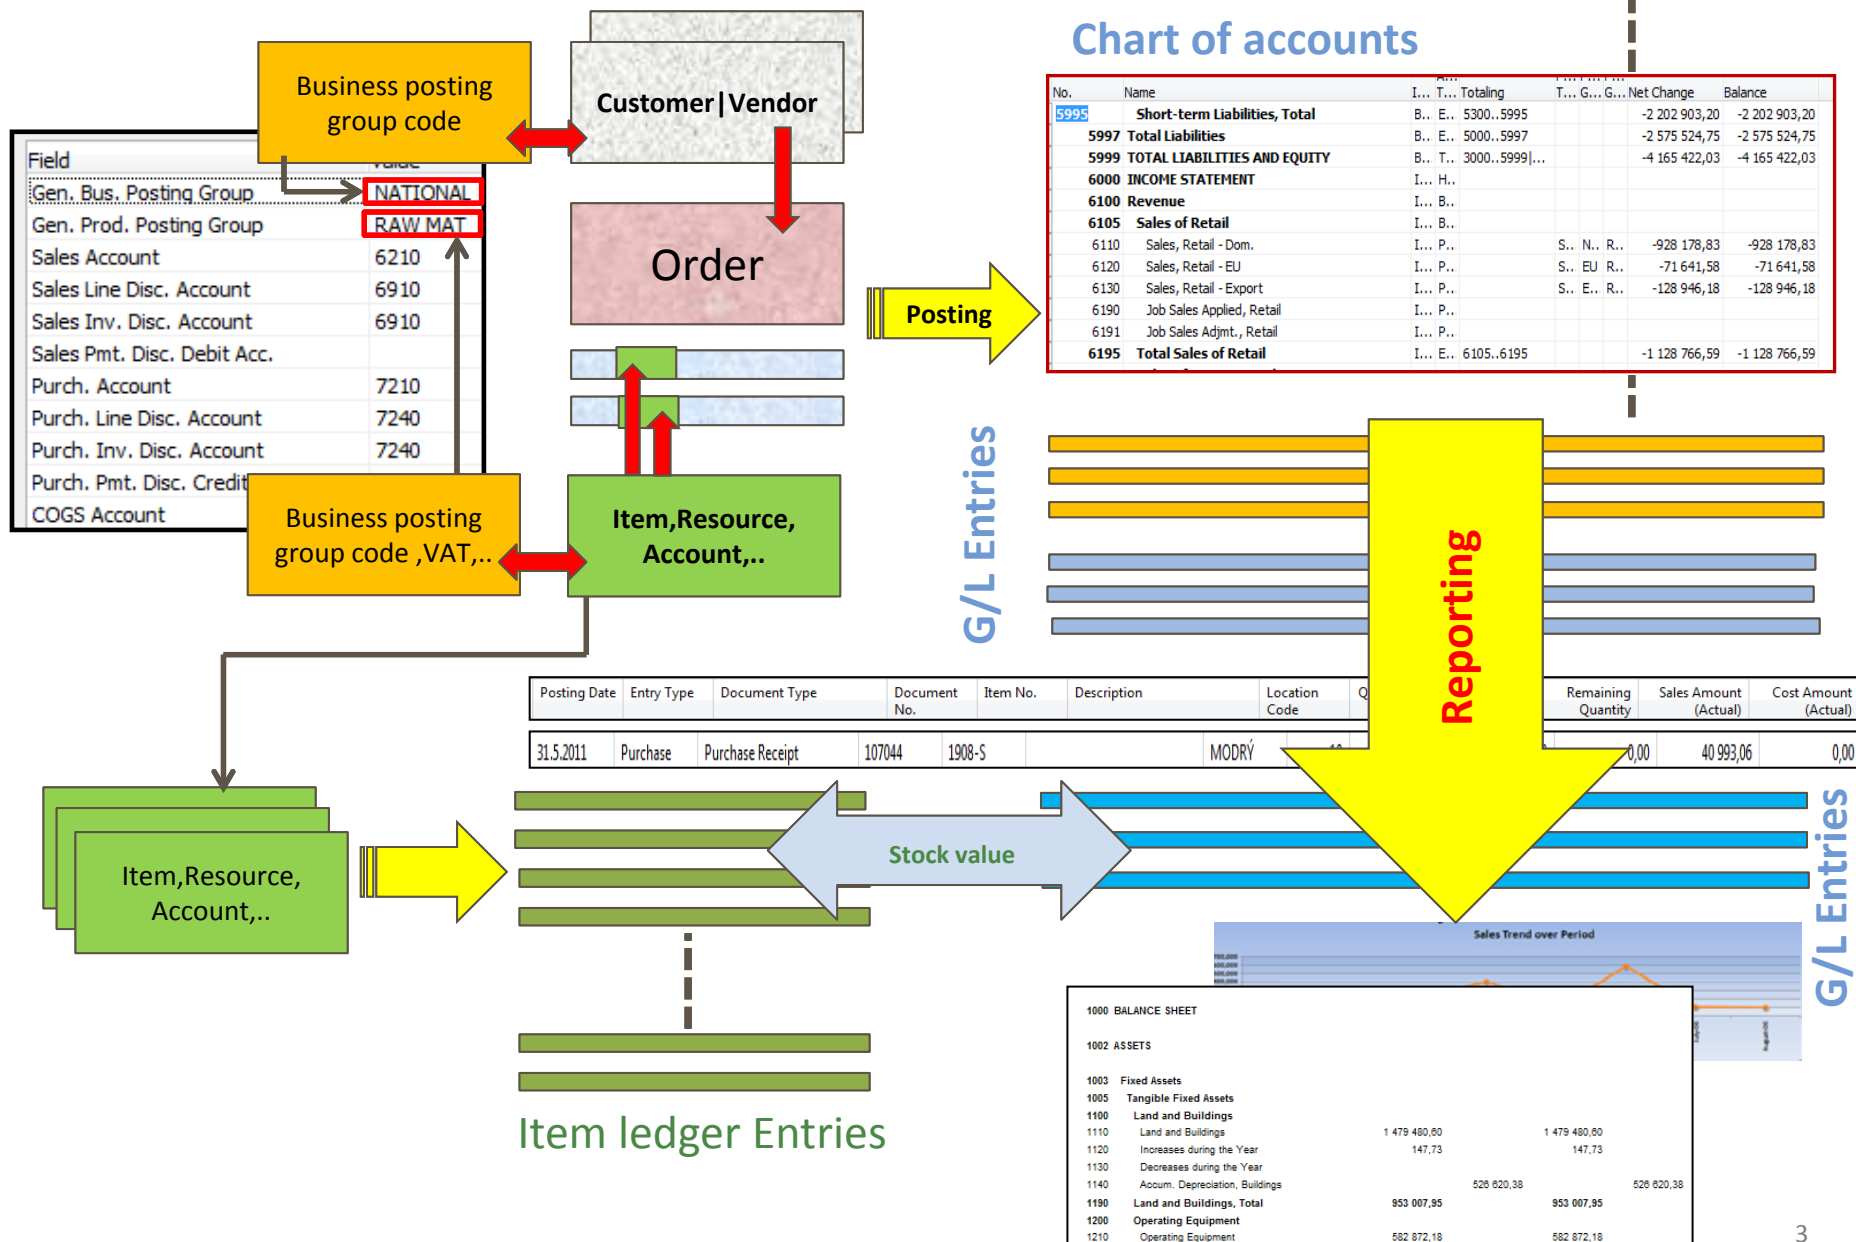 Chart of accounts
Business posting
group code
Customer|Vendor
Field
NATIONAL
Gen. Bus. Posting Group
Gen. Prod. Posting Group RAW MAT
Sales Account 6210
Sales Line Disc. Account 6910
Sales Inv. Disc. Account 6910
Sales Pmt. Disc. Debit Acc.
Purch. Account 7210
Purch. Line Disc. Account 7240
Purch. Inv. Disc. Account 7240
Purch. Pmt. Disc. Credit
COGS Account
Business posting
group code ,VAT,..
Order
Item,Resource,
Account,..
Posting
No. Name I... T... Totaling T... G... G... Net Change Balance
5995 Short-term Liabilities, Total B.. E.. 5300..5995 -2 202 903,20 -2 202 903,20
5997 Total Liabilities B.. E.. 5000..5997 -2 575 524,75 -2 575 524,75
5999 TOTAL LIABILITIES AND EQUITY B.. T... 3000..5999|... -4 165 422,03 -4 165 422,03
6000 INCOME STATEMENT I... H..
6100 Revenue I... B..
6105 Sales of Retail I... B..
6110 Sales, Retail - Dom. I... P.. S.. N.. R.. -928 178,83 -928 178,83
6120 Sales, Retail - EU I... P.. S.. EU R.. -71 641,58 -71 641,58
6130 Sales, Retail - Export I... P.. S.. E.. R.. -128 946,18 -128 946,18
6190 Job Sales Applied, Retail I... P..
6191 Job Sales Adjmt., Retail I... P..
6195 Total Sales of Retail I... E.. 6105..6195 -1 128 766,59 -1 128 766,59
G/L Entries
Reporting
Posting Date Entry Type Document Type Document No. Item No. Description Location Code Remaining Quantity Sales Amount (Actual) Cost Amount (Actual)
31.5.2011 Purchase Purchase Receipt 107044 1908-S MODRÝ 0,00 40 993,06 0,00
Item,Resource,
Account,..
Stock value
G/L Entries
Item ledger Entries
Sales Trend over Period
1000 BALANCE SHEET
1002 ASSETS
1003 Fixed Assets
1005 Tangible Fixed Assets
1100 Land and Buildings
1110 Land and Buildings 1 479 480,60 1 479 480,60
1120 Increases during the Year 147,73 147,73
1130 Decreases during the Year
1140 Accum. Depreciation, Buildings 526 620,38 526 620,38
1190 Land and Buildings, Total 953 007,95 953 007,95
1200 Operating Equipment
1210 Operating Equipment 582 872,18 582 872,18
3